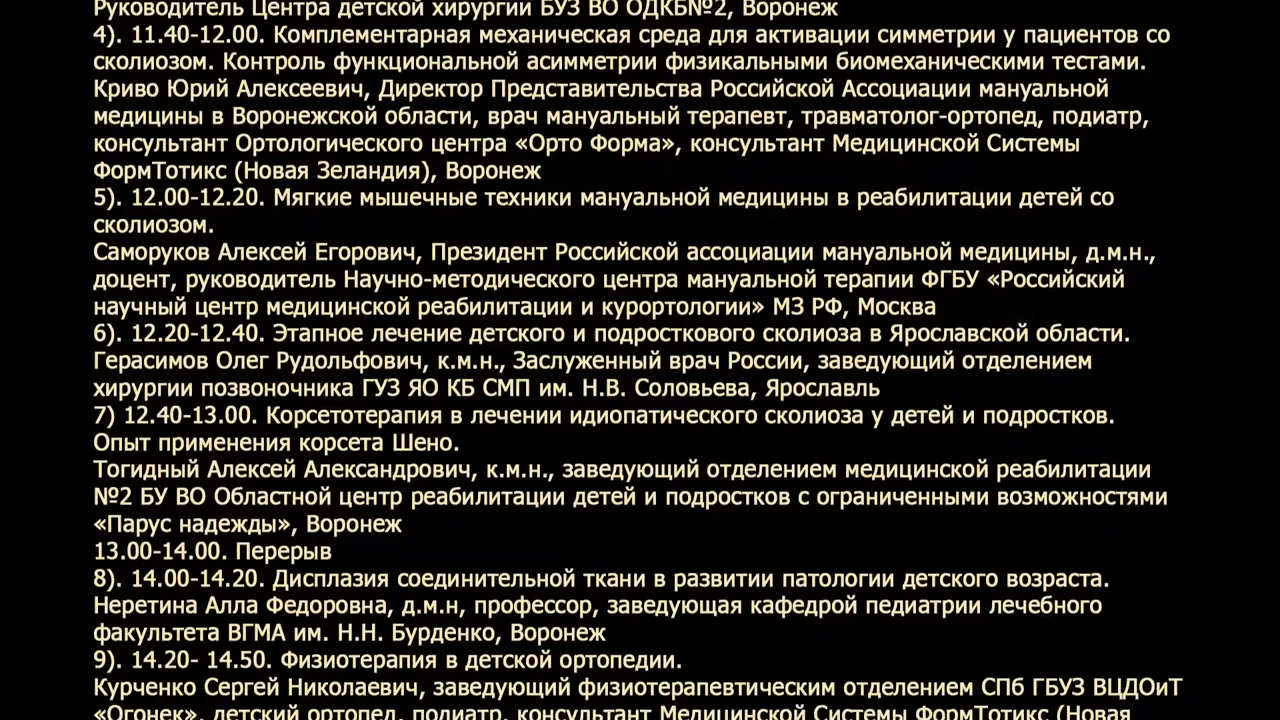 Руководитель Центра детской хирургии БУЗ ВО ОДКБ№2, Воронеж
4). 11.40-12.00. Комплементарная механическая среда для активации симметрии у пациентов со
сколиозом. Контроль функциональной асимметрии физикальными биомеханическими тестами.
Криво Юрий Алексеевич, Директор Представительства Российской Ассоциации мануальной
медицины в Воронежской области, врач мануальный терапевт, травматолог-ортопед, подиатр,
консультант Ортологического центра «Орто Форма», консультант Медицинской Системы
ФормТотикс (Новая Зеландия), Воронеж
5). 12.00-12.20. Мягкие мышечные техники мануальной медицины в реабилитации детей со
сколиозом.
Саморуков Алексей Егорович, Президент Российской ассоциации мануальной медицины, д.м.н.,
доцент, руководитель Научно-методического центра мануальной терапии ФГБУ «Российский
научный центр медицинской реабилитации и курортологии» МЗ РФ, Москва
6). 12.20-12.40. Этапное лечение детского и подросткового сколиоза в Ярославской области.
Герасимов Олег Рудольфович, к.м.н., Заслуженный врач России, заведующий отделением
хирургии позвоночника ГУЗ ЯО КБ СМП им. Н.В. Соловьева, Ярославль
7) 12.40-13.00. Корсетотерапия в лечении идиопатического сколиоза у детей и подростков.
Опыт применения корсета Шено.
Тогидный Алексей Александрович, к.м.н., заведующий отделением медицинской реабилитации
№2 БУ ВО Областной центр реабилитации детей и подростков с ограниченными возможностями
«Парус надежды», Воронеж
13.00-14.00. Перерыв
8). 14.00-14.20. Дисплазия соединительной ткани в развитии патологии детского возраста.
Неретина Алла Федоровна, д.м.н, профессор, заведующая кафедрой педиатрии лечебного
факультета ВГМА им. Н.Н. Бурденко, Воронеж
9). 14.20- 14.50. Физиотерапия в детской ортопедии.
Курченко Сергей Николаевич, заведующий физиотерапевтическим отделением СПб ГБУЗ ВЦДОиТ
«Огонек», детский ортопед, подиатр, консультант Медицинской Системы ФормТотикс (Новая